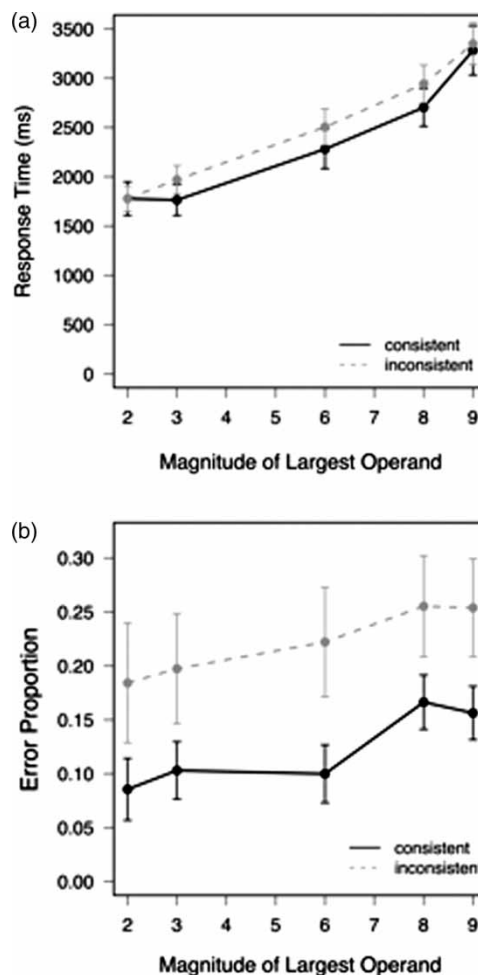 (a)
3500
3000
2500
2000
1500
1000
500
0
Response Time (ms)
consistent
inconsistent
2 3 4 5 6 7 8 9
Magnitude of Largest Operand
(b)
0.30
0.25
0.20
0.15
0.10
0.05
0.00
Error Proportion
consistent
inconsistent
2 3 4 5 6 7 8 9
Magnitude of Largest Operand